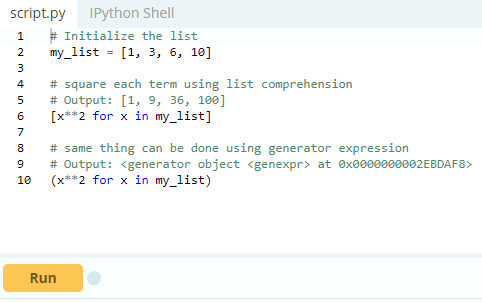 script.py IPython Shell
1 # Initialize the list
2 my_list = [1, 3, 6, 10]
3
4 # square each term using list comprehension
5 # Output: [1, 9, 36, 100]
6 [x**2 for x in my_list]
7
8 # same thing can be done using generator expression
9 # Output: <generator object <genexpr> at 0x0000000002EBDAF8>
10 (x**2 for x in my_list)
Run